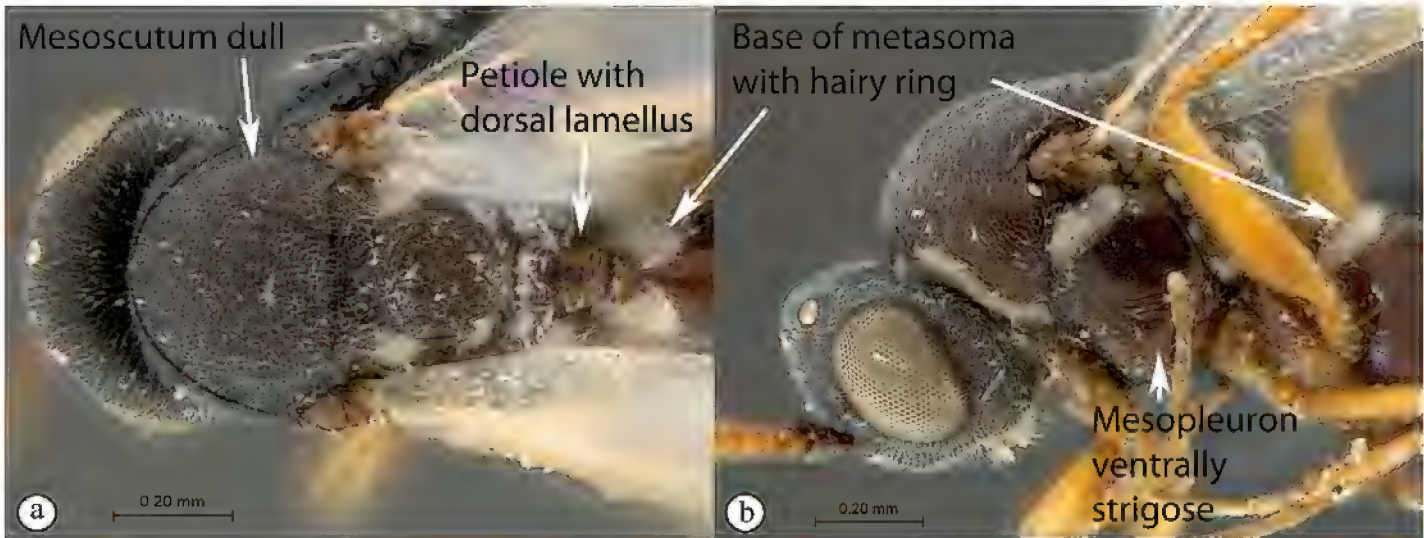 Mesoscutum dull
Petiole with
dorsal lamellus
a
0.20 mm
Base of metasoma
with hairy ring
Mesopleuron
ventrally
strigose
b
0.20 mm